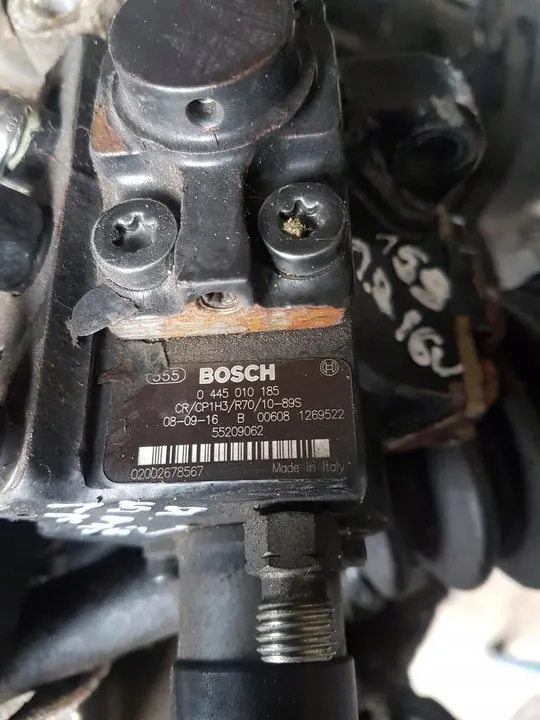 555 BOSCH
0 445 010 185
CR/CP1H3/R70/10-89S
08-09-16 B 00608 1269522
55209062
02002678567 Made in Italy
159